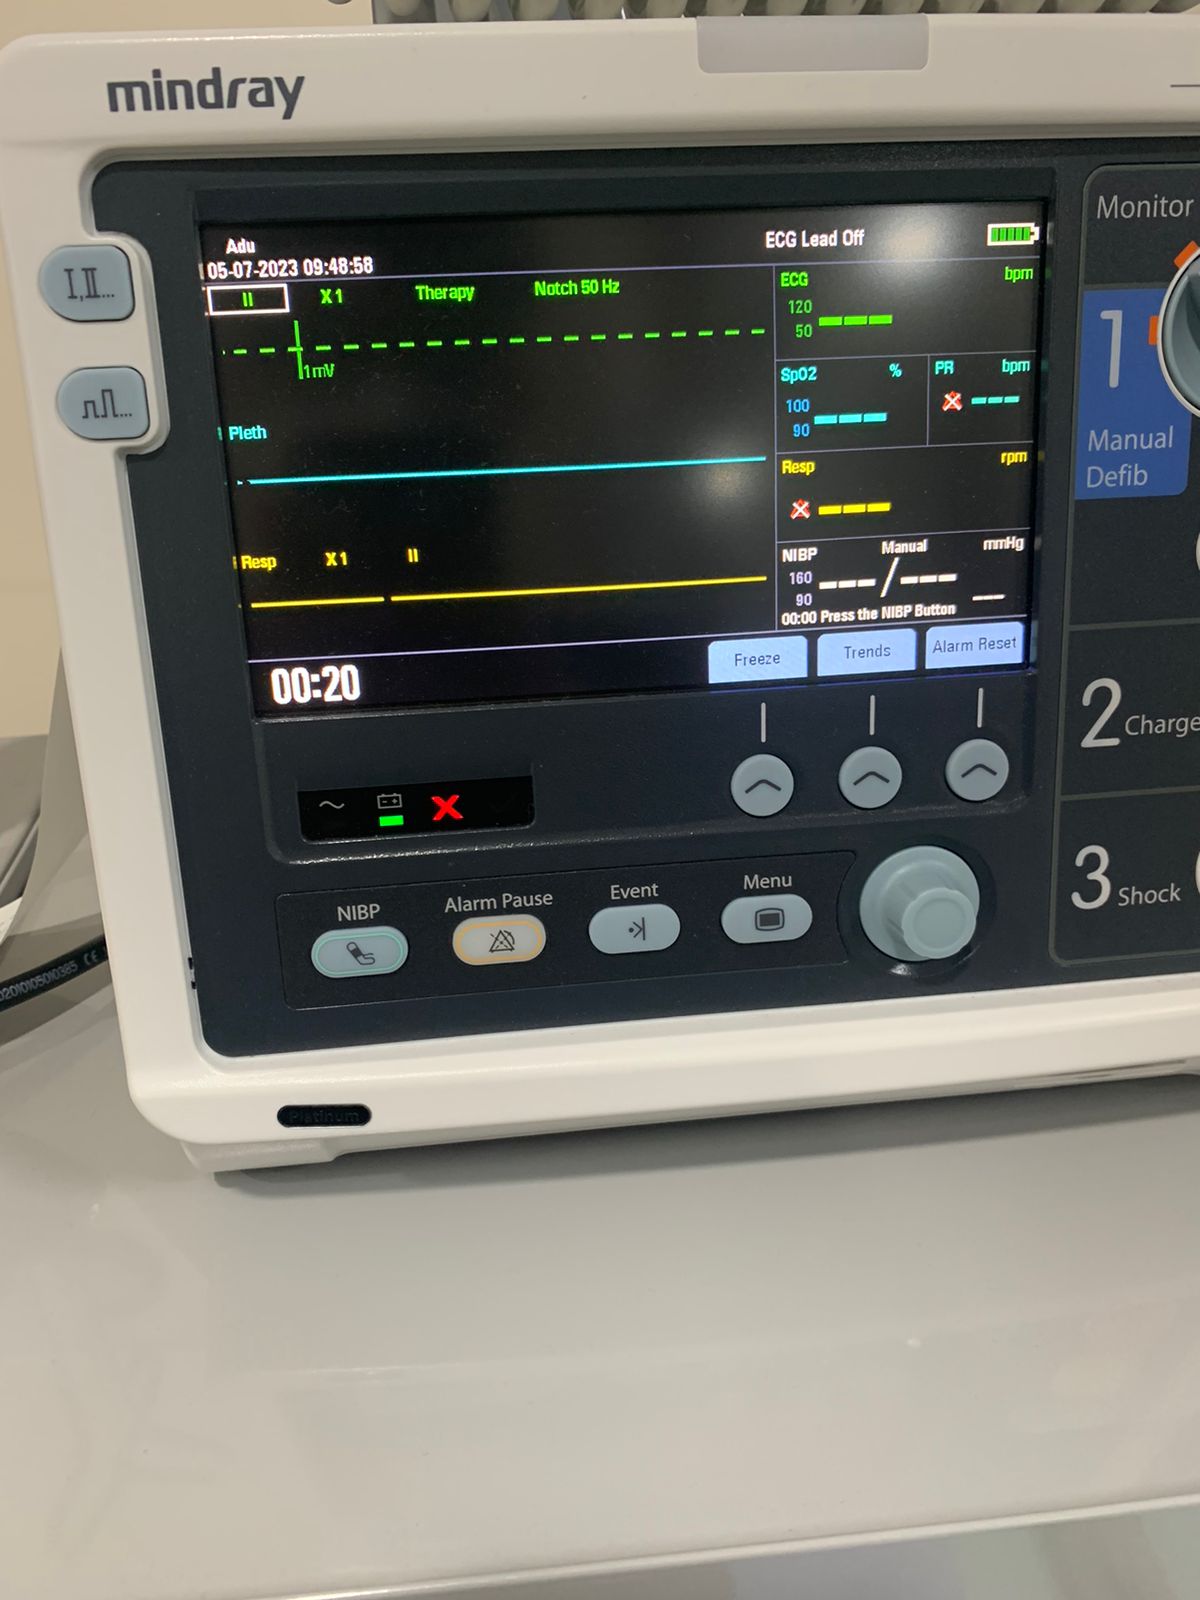 mindray
Adu
05-07-2023 09:48:58
ECG Lead Off
I,II...
II X1 Therapy Notch 50 Hz
1mV
ECG bpm
120
50
---
SpO2 %
100
90
---
PR bpm
---
Pleth
Resp rpm
---
Resp X1 II
NIBP Manual mmHg
160
90
---/---
---
00:00 Press the NIBP Button
00:20
Freeze
Trends
Alarm Reset
NIBP
Alarm Pause
Event
Menu
Platinum
Monitor
1
Manual
Defib
2 Charge
3 Shock